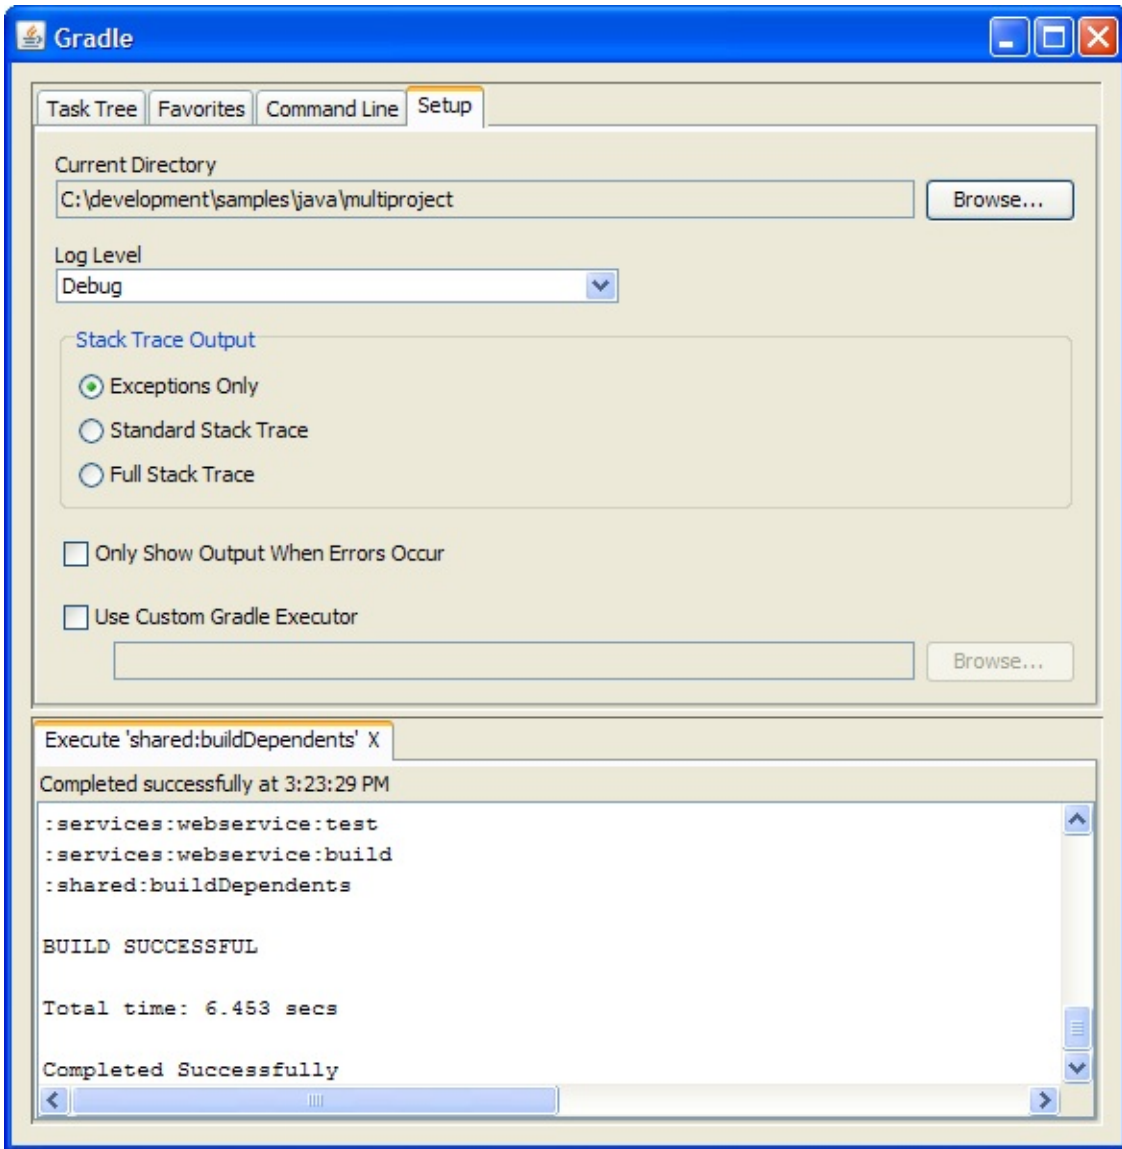 Gradle
Task Tree Favorites Command Line Setup
Current Directory
C:\development\samples\java\multiproject Browse...
Log Level
Debug
Stack Trace Output
Exceptions Only
Standard Stack Trace
Full Stack Trace
Only Show Output When Errors Occur
Use Custom Gradle Executor
Browse...
Execute 'shared:buildDependents' X
Completed successfully at 3:23:29 PM
:services:webservice:test
:services:webservice:build
:shared:buildDependents
BUILD SUCCESSFUL
Total time: 6.453 secs
Completed Successfully